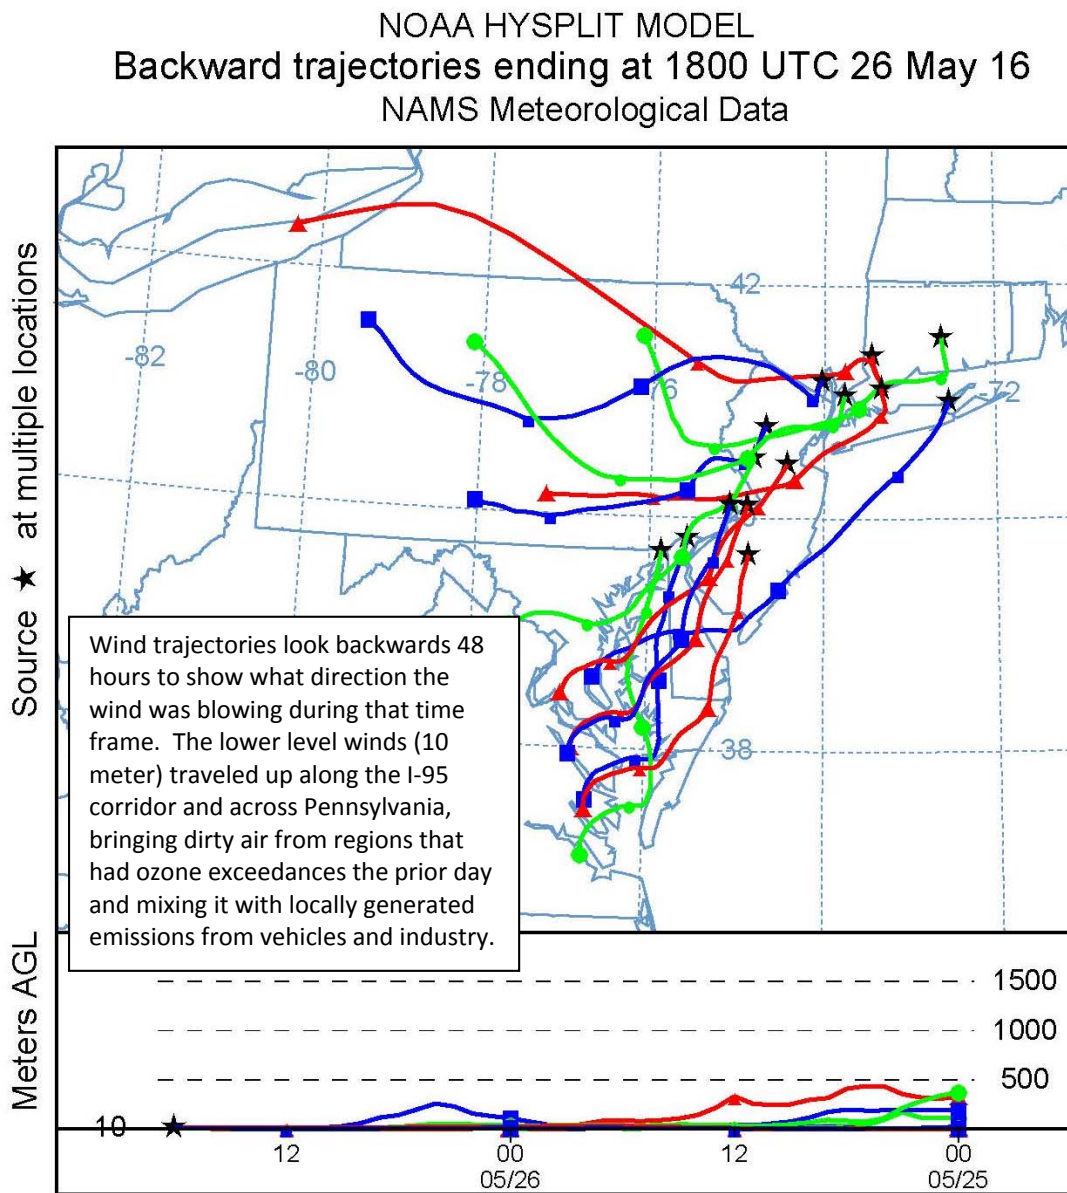 NOAA HYSPLIT MODEL
Backward trajectories ending at 1800 UTC 26 May 16
NAMS Meteorological Data
Source ★ at multiple locations
42
-82
-80
-78
76
-72
38
Wind trajectories look backwards 48
hours to show what direction the
wind was blowing during that time
frame. The lower level winds (10
meter) traveled up along the I-95
corridor and across Pennsylvania,
bringing dirty air from regions that
had ozone exceedances the prior day
and mixing it with locally generated
emissions from vehicles and industry.
Meters AGL
1500
1000
500
10
12
00
12
00
05/26
05/25